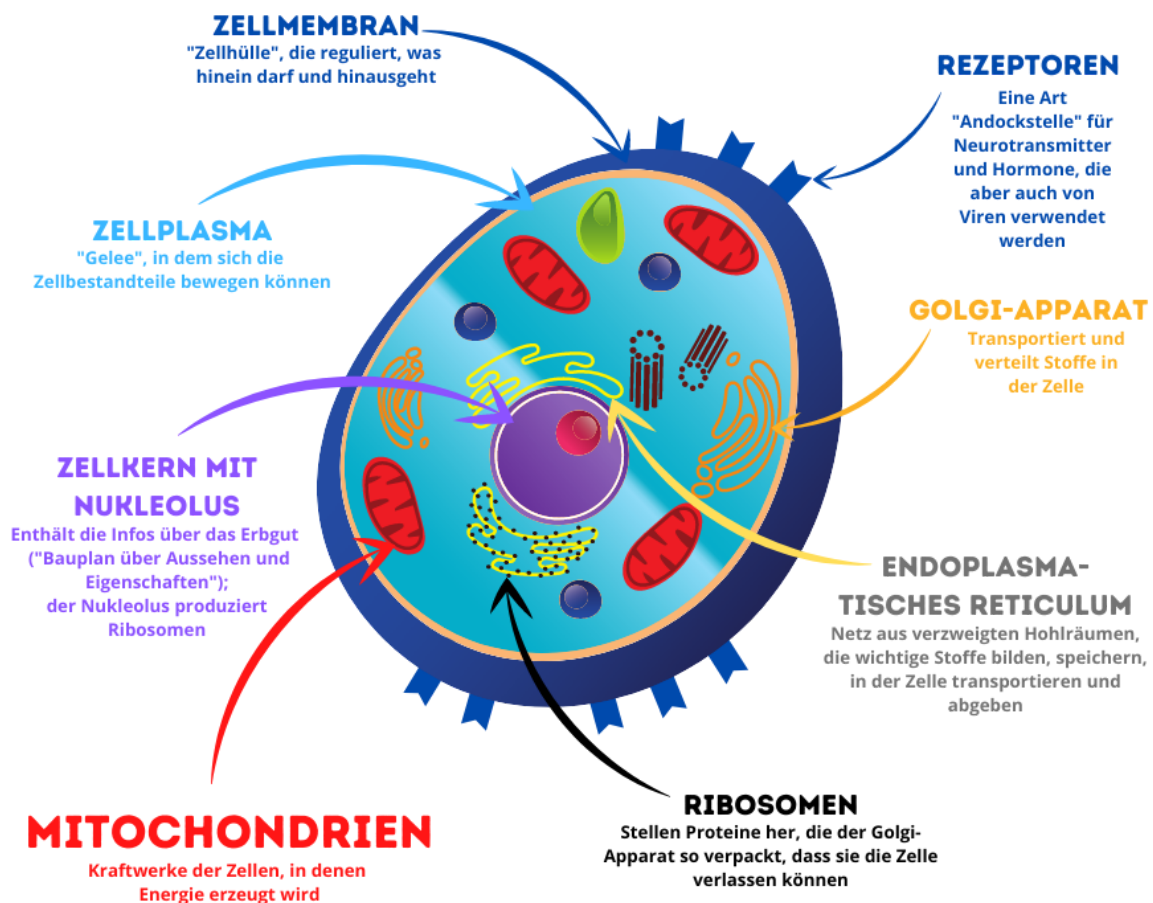 ZELLMEMBRAN
"Zellhülle", die reguliert, was
hinein darf und hinausgeht
REZEPTOREN
Eine Art
"Andockstelle" für
Neurotransmitter
und Hormone, die
aber auch von
Viren verwendet
werden
ZELLPLASMA
"Gelee", in dem sich die
Zellbestandteile bewegen können
GOLGI-APPARAT
Transportiert und
verteilt Stoffe in
der Zelle
ZELLKERN MIT
NUKLEOLUS
Enthält die Infos über das Erbgut
("Bauplan über Aussehen und
Eigenschaften");
der Nukleolus produziert
Ribosomen
ENDOPLASMA-
TISCHES RETICULUM
Netz aus verzweigten Hohlräumen,
die wichtige Stoffe bilden, speichern,
in der Zelle transportieren und
abgeben
MITOCHONDRIEN
Kraftwerke der Zellen, in denen
Energie erzeugt wird
RIBOSOMEN
Stellen Proteine her, die der Golgi-
Apparat so verpackt, dass sie die Zelle
verlassen können